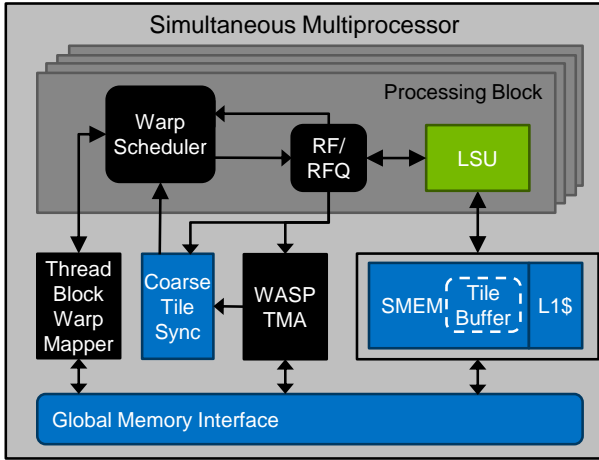 Simultaneous Multiprocessor
Processing Block
Warp
Scheduler
RF/
RFQ
LSU
Thread
Block
Warp
Mapper
Coarse
Tile
Sync
WASP
TMA
SMEM
Tile
Buffer
L1$
Global Memory Interface